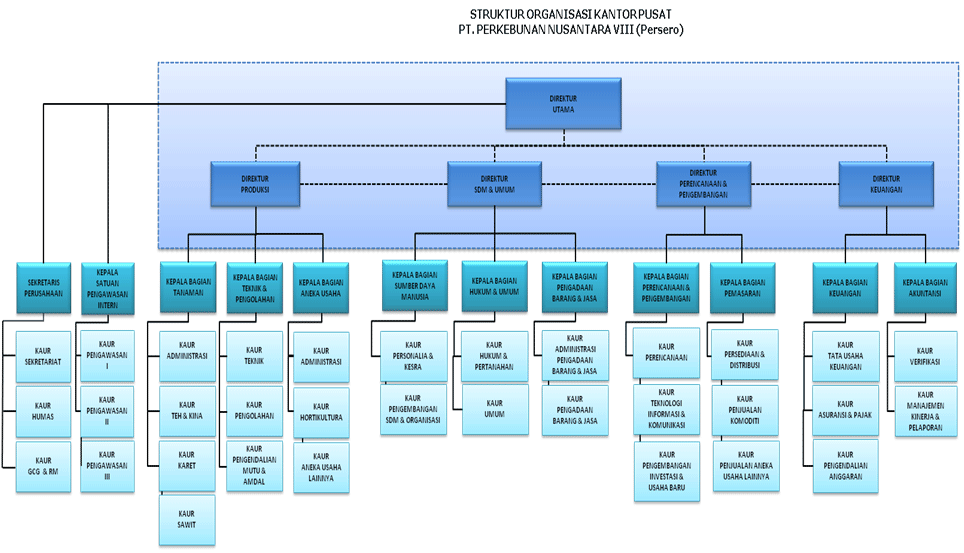 STRUKTUR ORGANISASI KANTOR PUSAT
PT. PERKEBUNAN NUSANTARA VIII (Persero)
DIREKTUR
UTAMA
DIREKTUR
PRODUKSI
DIREKTUR
SDM & UMUM
DIREKTUR
PERENCANAAN &
PENGEMBANGAN
DIREKTUR
KEUANGAN
SEKRETARIS
PERUSAHAAN
KEPALA
SATUAN
PENGAWASAN
INTERN
KEPALA BAGIAN
TANAMAN
KEPALA BAGIAN
TEKNIK &
PENGOLAHAN
KEPALA BAGIAN
ANEKA USAHA
KEPALA BAGIAN
SUMBER DAYA
MANUSIA
KEPALA BAGIAN
HUKUM & UMUM
KEPALA BAGIAN
PENGADAAN
BARANG & JASA
KEPALA BAGIAN
PERENCANAAN &
PENGEMBANGAN
KEPALA BAGIAN
PEMASARAN
KEPALA BAGIAN
KEUANGAN
KEPALA BAGIAN
AKUNTANSI
KAUR
SEKRETARIAT
KAUR
PENGAWASAN
I
KAUR
ADMINISTRASI
KAUR
TEKNIK
KAUR
ADMINISTRASI
KAUR
PERSONALIA &
KESRA
KAUR
HUKUM &
PERTANAHAN
KAUR
ADMINISTRASI
PENGADAAN
BARANG & JASA
KAUR
PERENCANAAN
KAUR
PERSEDIAAN &
DISTRIBUSI
KAUR
TATA USAHA
KEUANGAN
KAUR
VERIFIKASI
KAUR
HUMAS
KAUR
PENGAWASAN
II
KAUR
TEH & KINA
KAUR
PENGOLAHAN
KAUR
HORTIKULTURA
KAUR
PENGEMBANGAN
SDM & ORGANISASI
KAUR
UMUM
KAUR
PENGADAAN
BARANG & JASA
KAUR
TEKNOLOGI
INFORMASI &
KOMUNIKASI
KAUR
PENJUALAN
KOMODITI
KAUR
ASURANSI & PAJAK
KAUR
MANAJEMEN
KINERJA &
PELAPORAN
KAUR
GCG & RM
KAUR
PENGAWASAN
III
KAUR
KARET
KAUR
PENGENDALIAN
MUTU &
AMDAL
KAUR
ANEKA USAHA
LAINNYA
KAUR
PENGEMBANGAN
INVESTASI &
USAHA BARU
KAUR
PENJUALAN ANEKA
USAHA LAINNYA
KAUR
PENGENDALIAN
ANGGARAN
KAUR
SAWIT